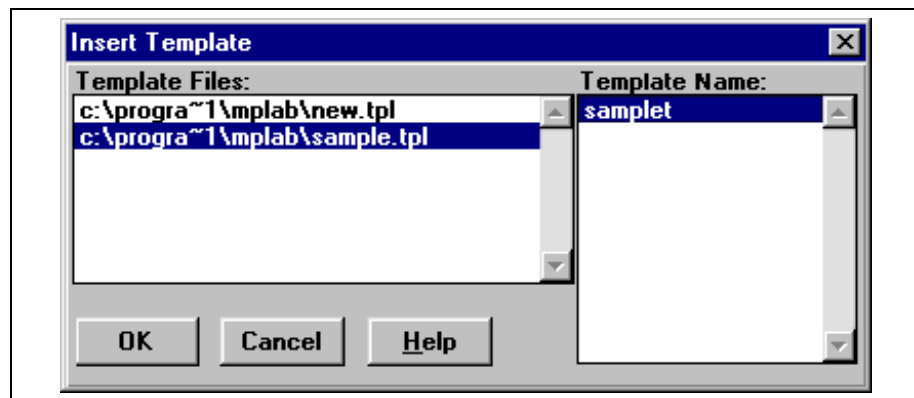 Insert Template
Template Files:
c:\progra~1\mplab\new.tpl
c:\progra~1\mplab\sample.tpl
Template Name:
samplet
OK
Cancel
Help